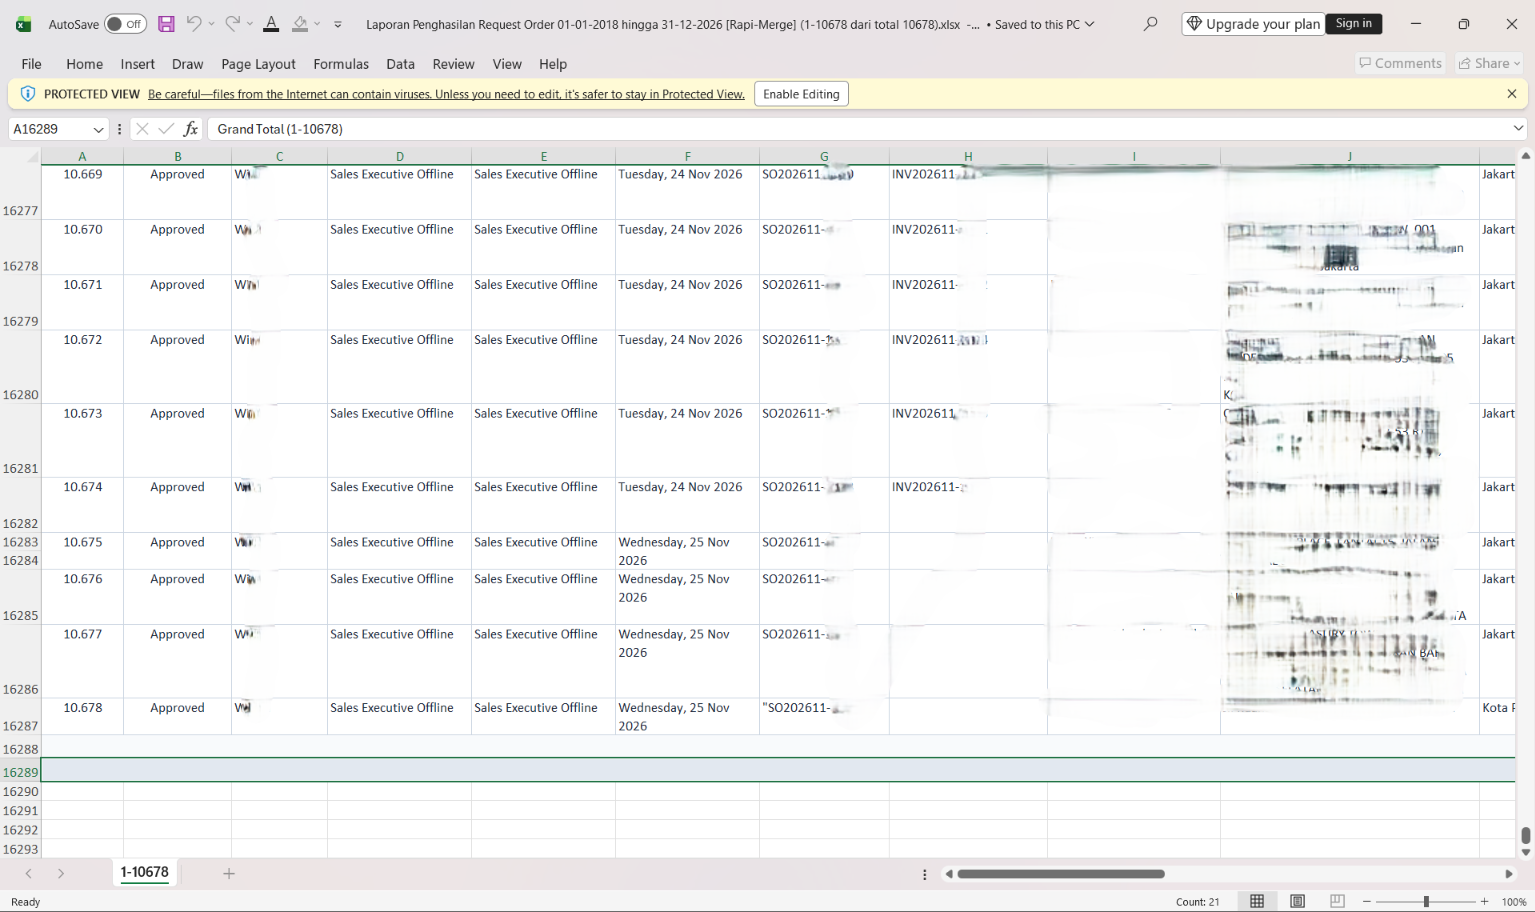 AutoSave Off Laporan Penghasilan Request Order 01-01-2018 hingga 31-12-2026 [Rapi-Merge] (1-10678 dari total 10678).xlsx -... • Saved to this PC Upgrade your plan Sign in
File Home Insert Draw Page Layout Formulas Data Review View Help Comments Share
PROTECTED VIEW Be careful—files from the Internet can contain viruses. Unless you need to edit, it's safer to stay in Protected View. Enable Editing
A16289 fx Grand Total (1-10678)
A B C D E F G H I J
16277 10.669 Approved Sales Executive Offline Sales Executive Offline Tuesday, 24 Nov 2026 SO202611 INV202611 Jakart
16278 10.670 Approved Sales Executive Offline Sales Executive Offline Tuesday, 24 Nov 2026 SO202611- INV202611- Jakart
16279 10.671 Approved Sales Executive Offline Sales Executive Offline Tuesday, 24 Nov 2026 SO202611- INV202611- Jakart
16280 10.672 Approved Sales Executive Offline Sales Executive Offline Tuesday, 24 Nov 2026 SO202611- INV202611 Jakart
16281 10.673 Approved Sales Executive Offline Sales Executive Offline Tuesday, 24 Nov 2026 SO202611- INV202611 Jakart
16282 10.674 Approved Sales Executive Offline Sales Executive Offline Tuesday, 24 Nov 2026 SO202611- INV202611- Jakart
16283 10.675 Approved Sales Executive Offline Sales Executive Offline Wednesday, 25 Nov SO202611- Jakart
16284 2026
10.676 Approved Sales Executive Offline Sales Executive Offline Wednesday, 25 Nov SO202611- Jakart
2026
16285
10.677 Approved Sales Executive Offline Sales Executive Offline Wednesday, 25 Nov SO202611- Jakart
2026
16286
10.678 Approved Sales Executive Offline Sales Executive Offline Wednesday, 25 Nov "SO202611- Kota
16287 2026
16288
16289
16290
16291
16292
16293
1-10678
Ready Count: 21 100%